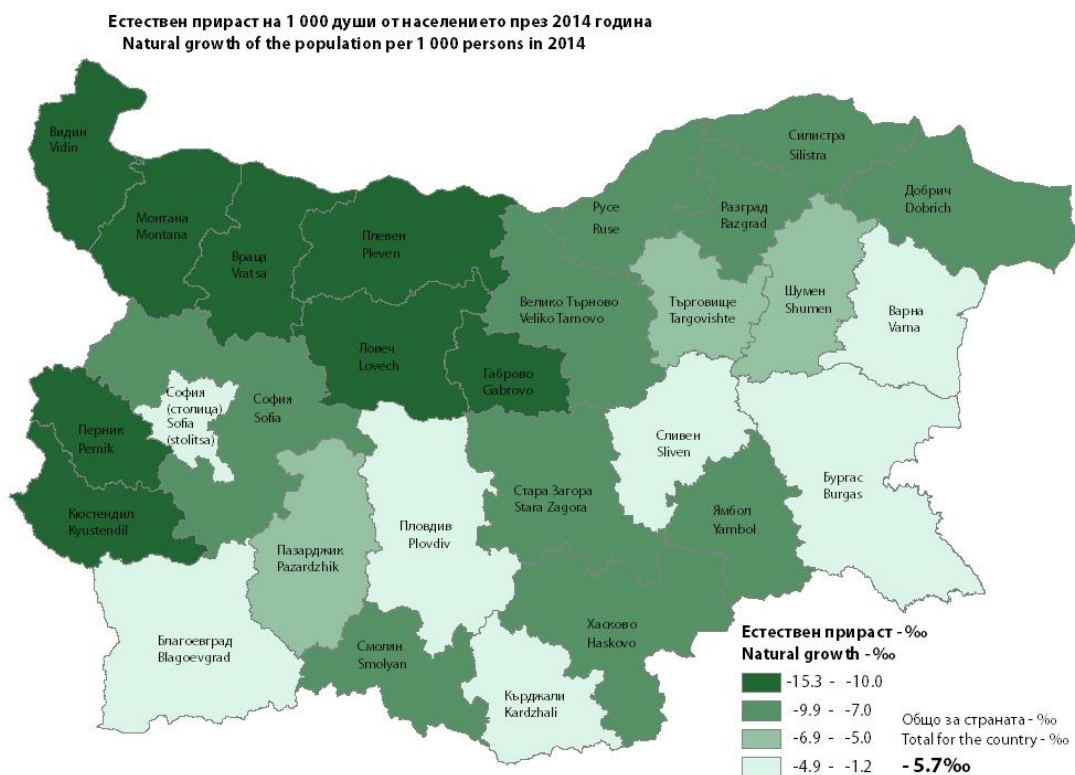 Естествен прираст на 1 000 души от населението през 2014 година
Natural growth of the population per 1 000 persons in 2014
Видин
Vidin
Монтана
Montana
Враца
Vratsa
Плевен
Pleven
Ловеч
Lovech
Габрово
Gabrovo
Велико Търново
Veliko Tarnovo
Русе
Ruse
Разград
Razgrad
Силистра
Silistra
Добрич
Dobrich
Търговище
Targovishte
Шумен
Shumen
Варна
Varna
София
(столица)
Sofia
(stolitsa)
София
Sofia
Перник
Pernik
Кюстендил
Kyustendil
Пазарджик
Pazardzhik
Пловдив
Plovdiv
Стара Загора
Stara Zagora
Сливен
Sliven
Ямбол
Yambol
Бургас
Burgas
Благоевград
Blagoevgrad
Смолян
Smolyan
Кърджали
Kardzhali
Хасково
Haskovo
Естествен прираст - ‰
Natural growth - ‰
-15.3 - -10.0
-9.9 - -7.0
-6.9 - -5.0
-4.9 - -1.2
Общо за страната - ‰
Total for the country - ‰
- 5.7‰